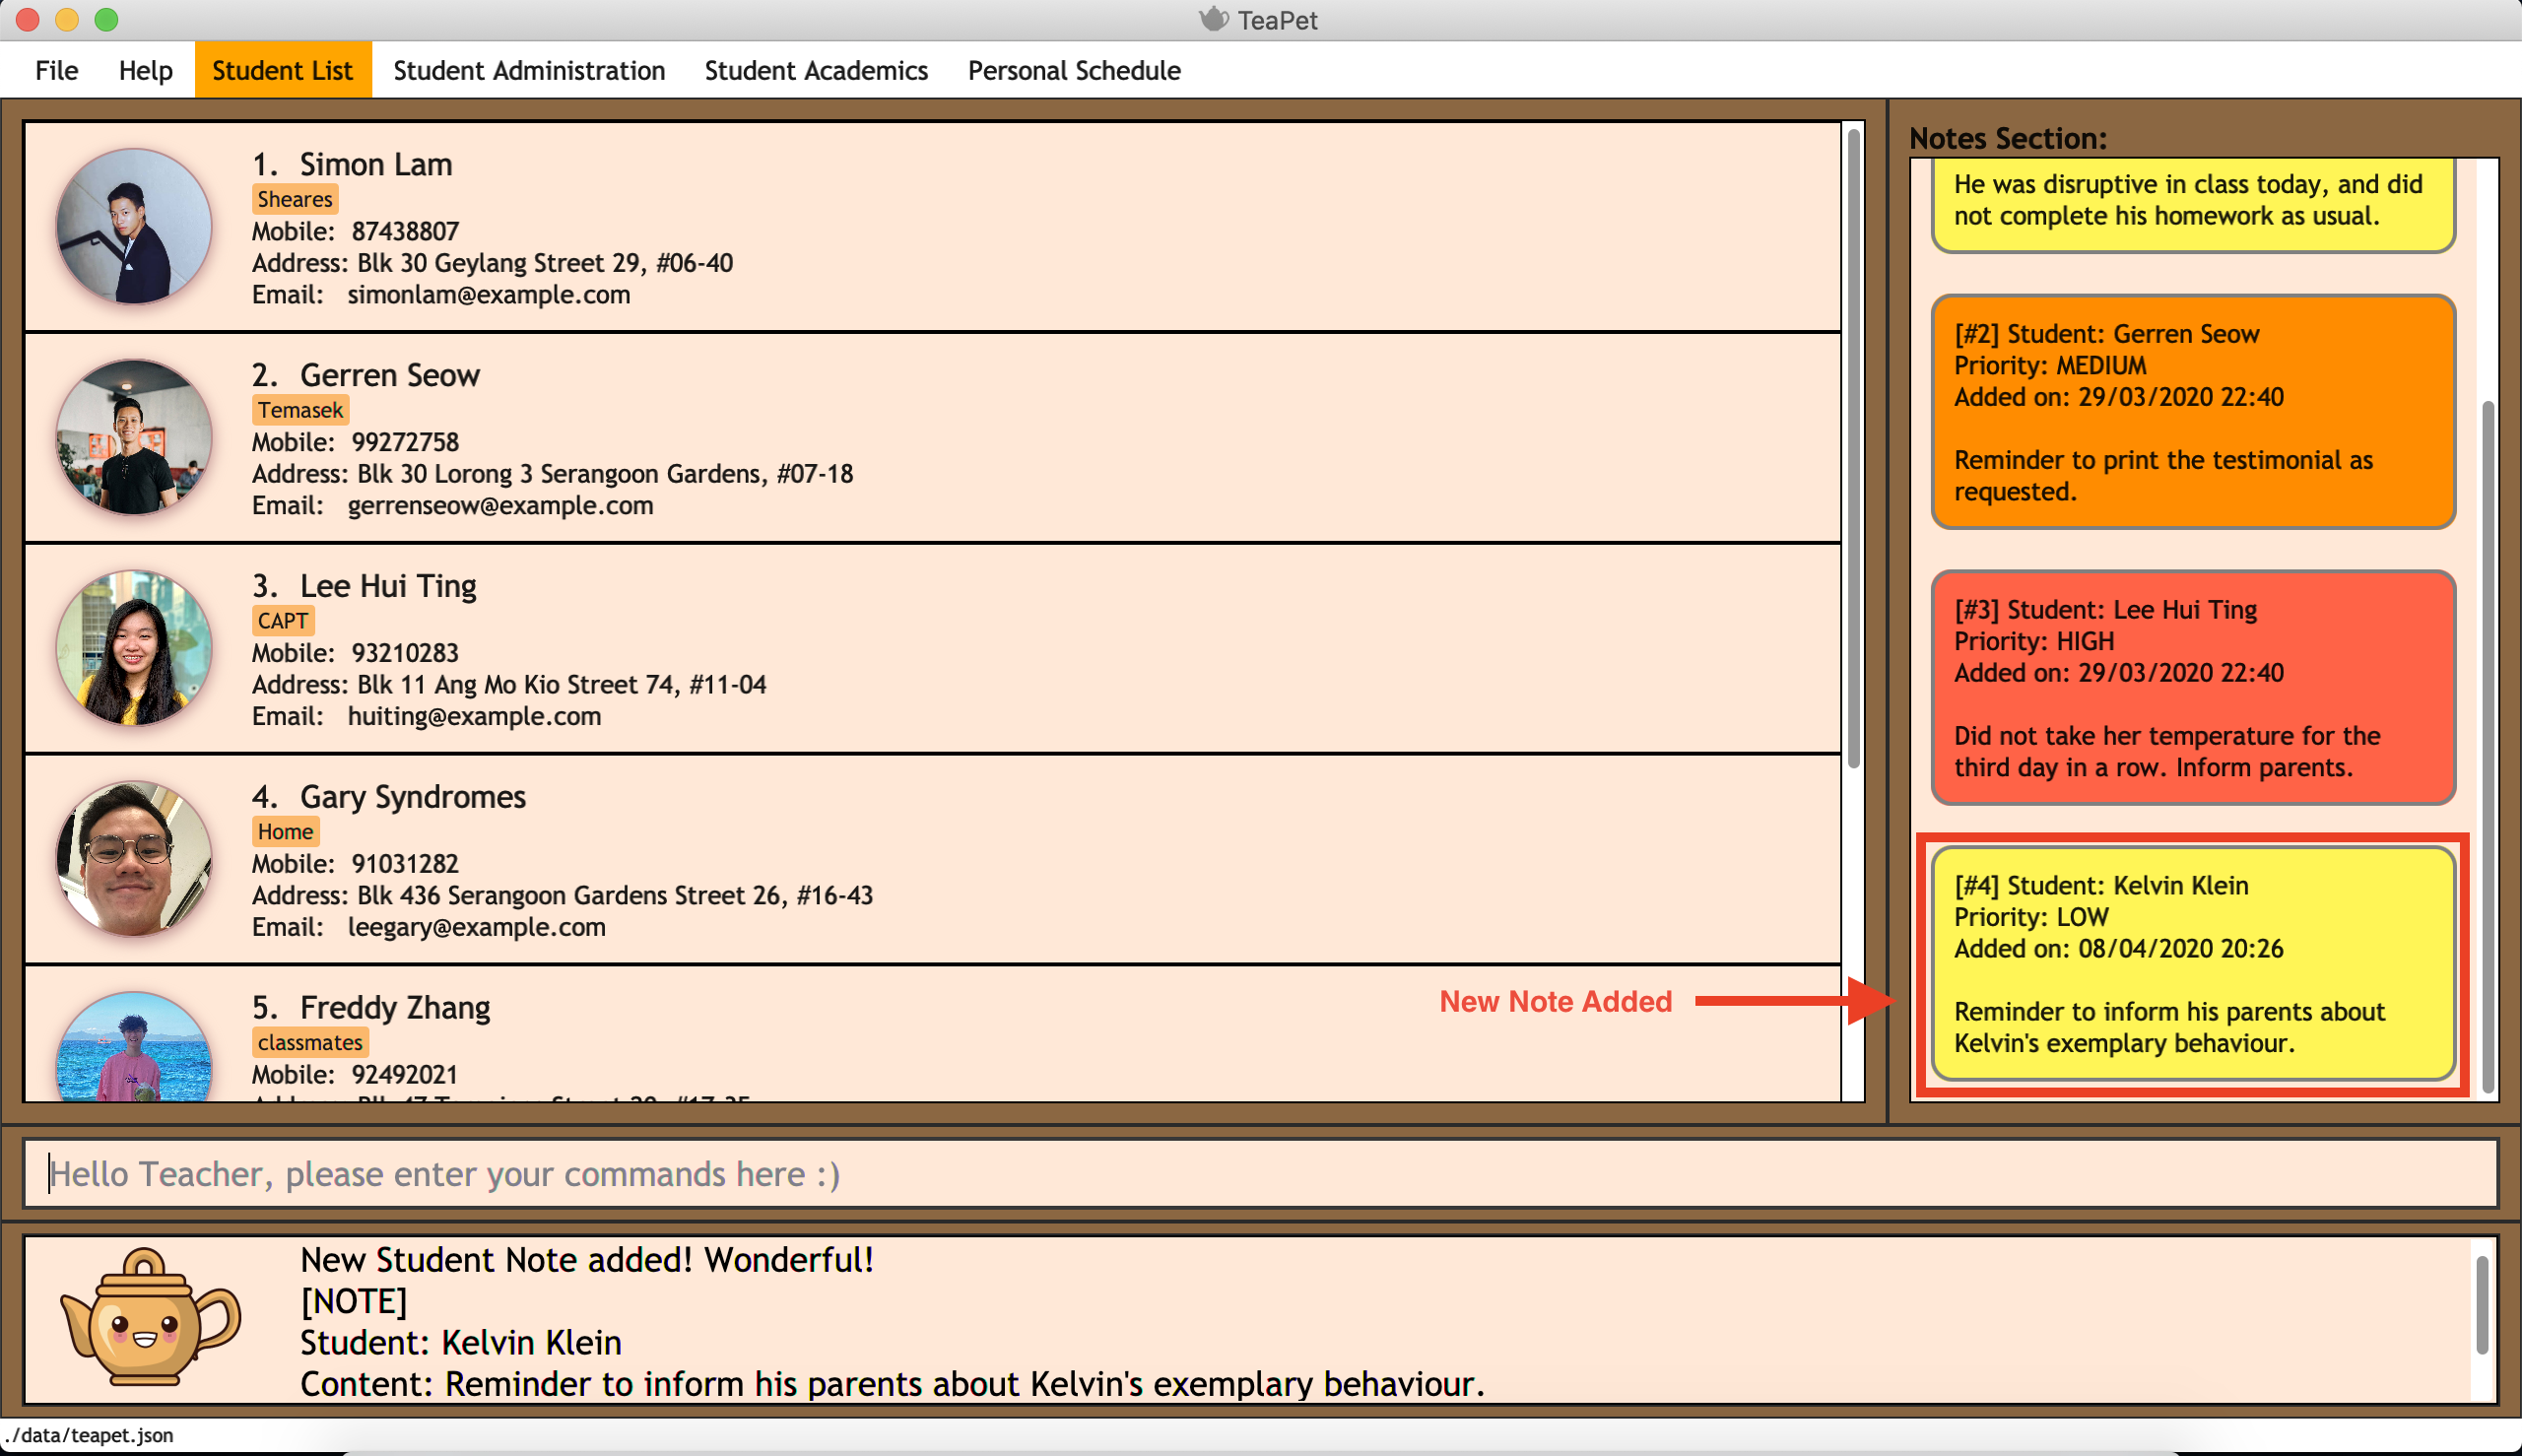 TeaPet
File Help Student List Student Administration Student Academics Personal Schedule
1. Simon Lam
Sheares
Mobile: 87438807
Address: Blk 30 Geylang Street 29, #06-40
Email: simonlam@example.com
2. Gerren Seow
Temasek
Mobile: 99272758
Address: Blk 30 Lorong 3 Serangoon Gardens, #07-18
Email: gerrenseow@example.com
3. Lee Hui Ting
CAPT
Mobile: 93210283
Address: Blk 11 Ang Mo Kio Street 74, #11-04
Email: huiting@example.com
4. Gary Syndromes
Home
Mobile: 91031282
Address: Blk 436 Serangoon Gardens Street 26, #16-43
Email: leegary@example.com
5. Freddy Zhang
classmates
Mobile: 92492021
Notes Section:
He was disruptive in class today, and did
not complete his homework as usual.
[#2] Student: Gerren Seow
Priority: MEDIUM
Added on: 29/03/2020 22:40
Reminder to print the testimonial as
requested.
[#3] Student: Lee Hui Ting
Priority: HIGH
Added on: 29/03/2020 22:40
Did not take her temperature for the
third day in a row. Inform parents.
New Note Added
[#4] Student: Kelvin Klein
Priority: LOW
Added on: 08/04/2020 20:26
Reminder to inform his parents about
Kelvin's exemplary behaviour.
Hello Teacher, please enter your commands here :)
New Student Note added! Wonderful!
[NOTE]
Student: Kelvin Klein
Content: Reminder to inform his parents about Kelvin's exemplary behaviour.
./data/teapet.json